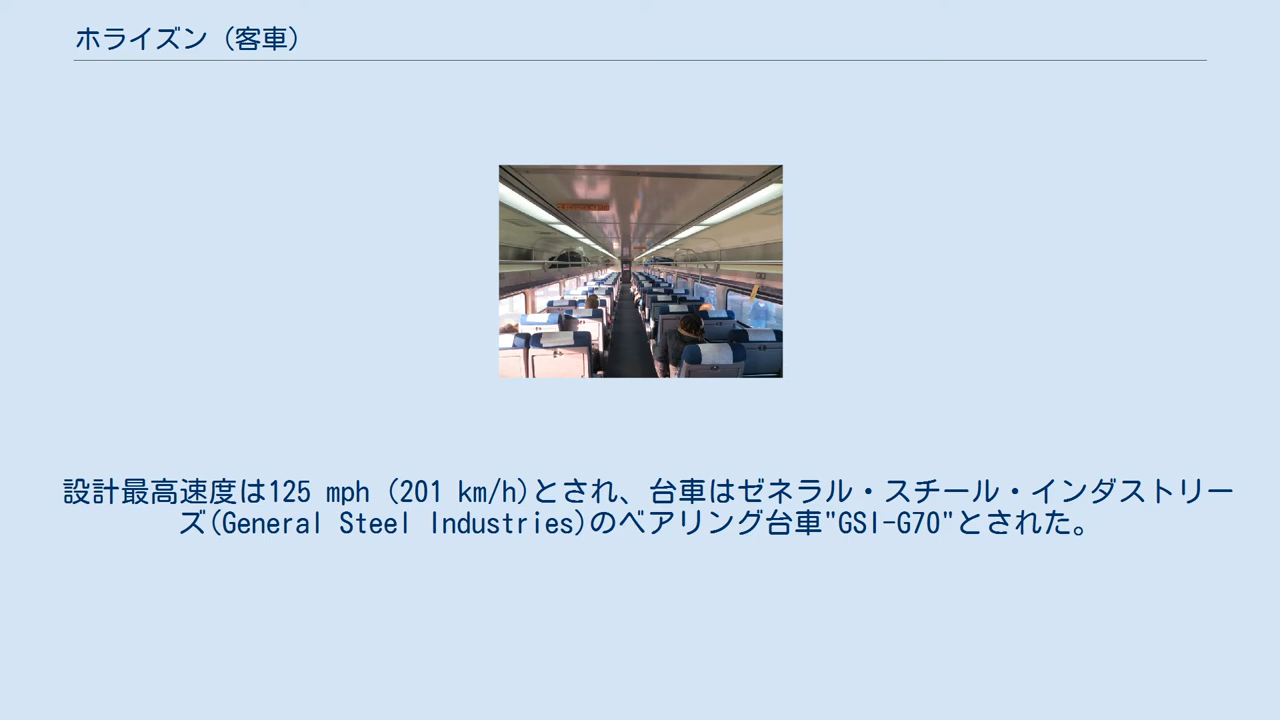 ホライズン（客車）
設計最高速度は125 mph (201 km/h)とされ、台車はゼネラル・スチール・インダストリー
ズ(General Steel Industries)のベアリング台車"GSI-G70"とされた。